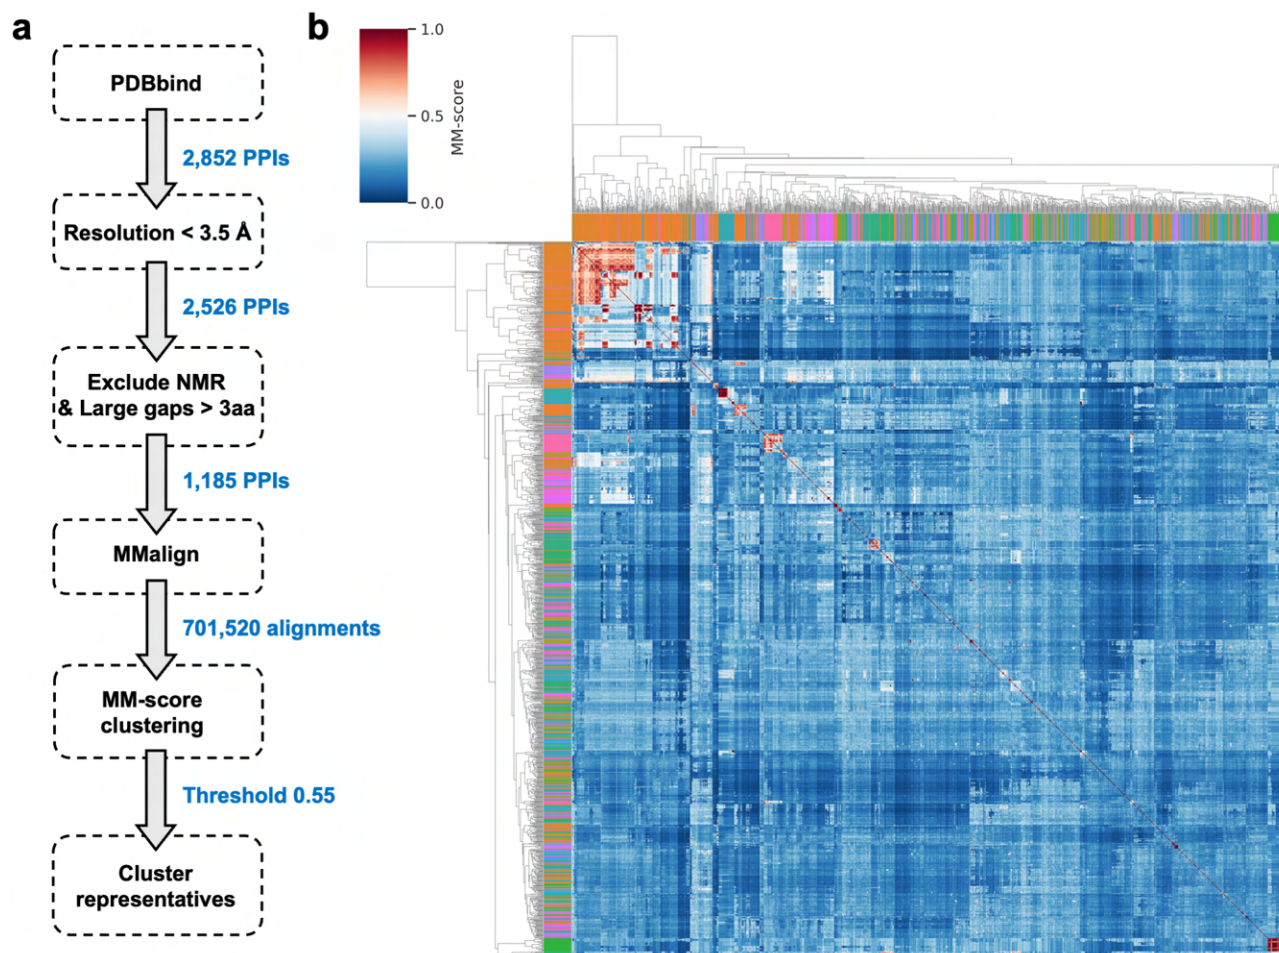 a
PDBbind
2,852 PPIs
Resolution < 3.5 Å
2,526 PPIs
Exclude NMR
& Large gaps > 3aa
1,185 PPIs
MMalign
701,520 alignments
MM-score
clustering
Threshold 0.55
Cluster
representatives
b
1.0
0.5
0.0
MM-score